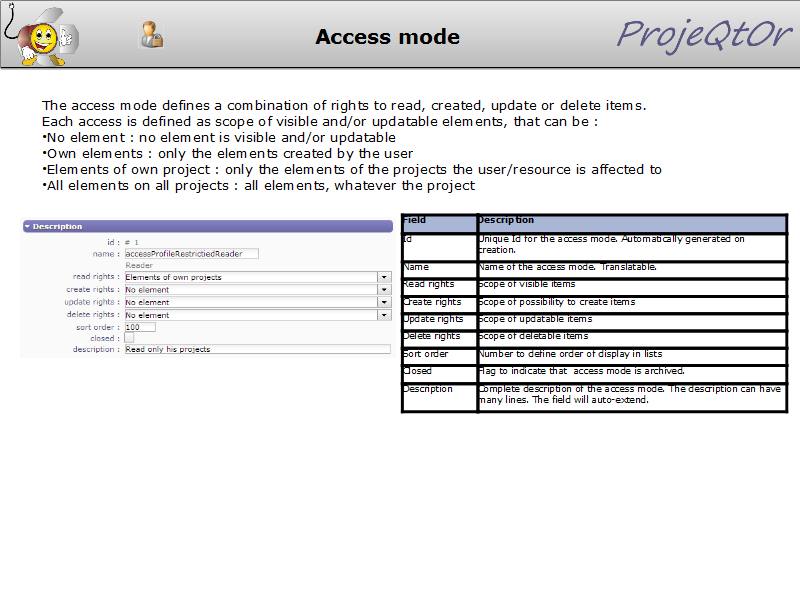 Access mode
ProjeQtOr
The access mode defines a combination of rights to read, created, update or delete items.
Each access is defined as scope of visible and/or updatable elements, that can be :
•No element : no element is visible and/or updatable
•Own elements : only the elements created by the user
•Elements of own project : only the elements of the projects the user/resource is affected to
•All elements on all projects : all elements, whatever the project
Description
id : # 1
name : accessProfileRestrictiedReader
Reader
read rights : Elements of own projects
create rights : No element
update rights : No element
delete rights : No element
sort order : 100
closed :
description : Read only his projects
Field Description
Id Unique Id for the access mode. Automatically generated on
creation.
Name Name of the access mode. Translatable.
Read rights Scope of visible items
Create rights Scope of possibility to create items
Update rights Scope of updatable items
Delete rights Scope of deletable items
Sort order Number to define order of display in lists
Closed Flag to indicate that access mode is archived.
Description Complete description of the access mode. The description can have
many lines. The field will auto-extend.